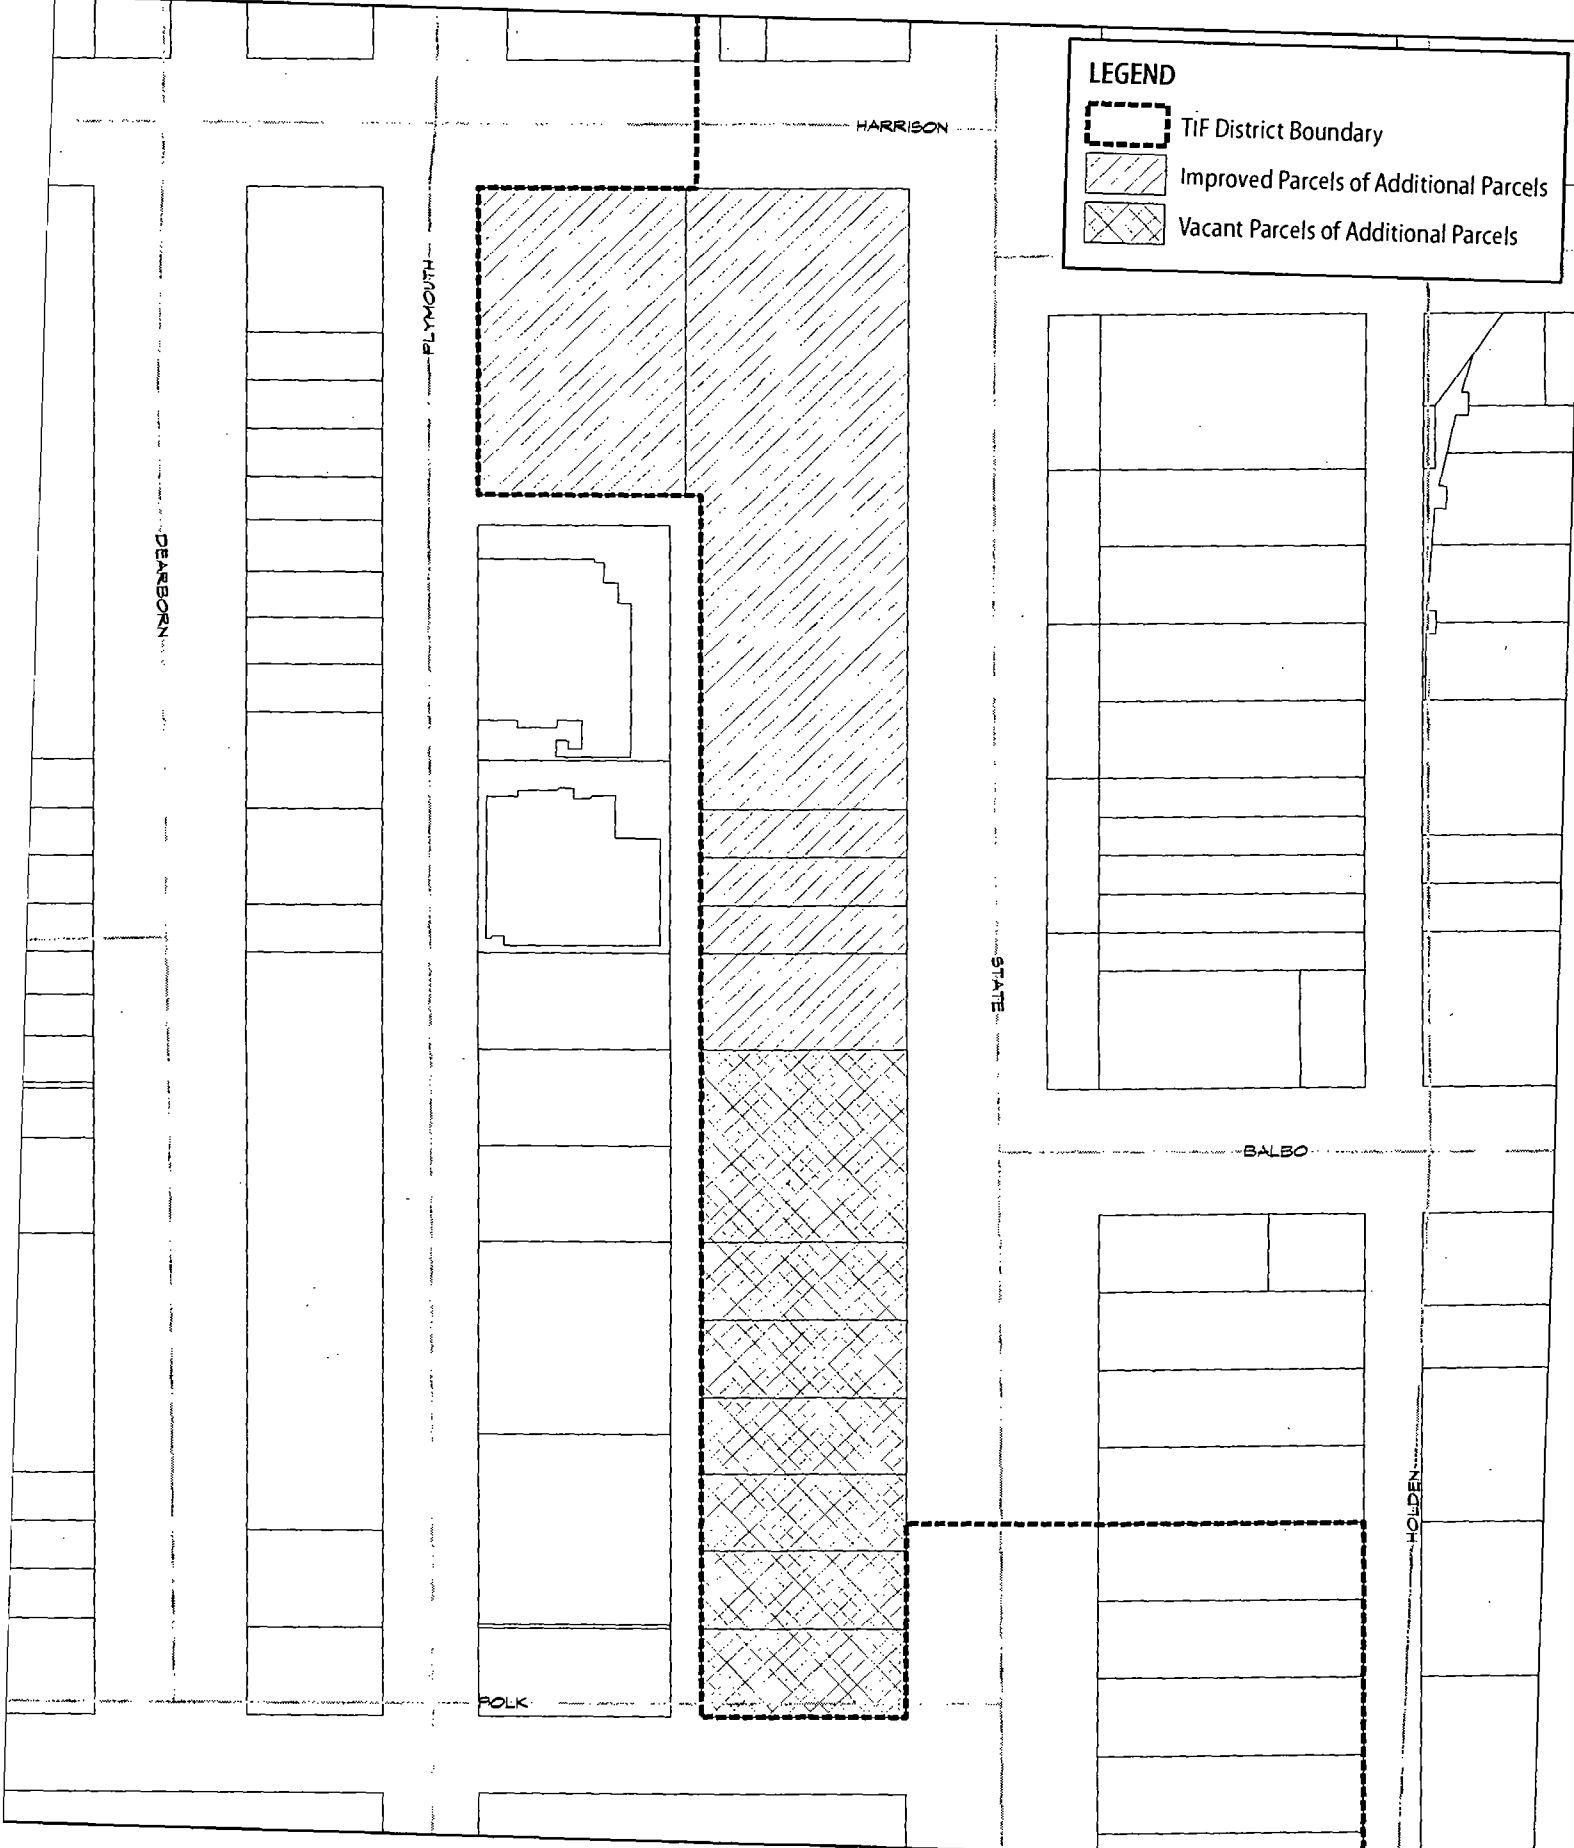 LEGEND
TIF District Boundary
Improved Parcels of Additional Parcels
Vacant Parcels of Additional Parcels
HARRISON
PLYMOUTH
DEARBORN
STATE
BALBO
HOLDEN
POLK